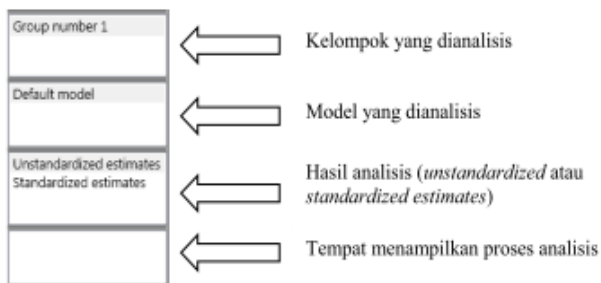 Group number 1
Kelompok yang dianalisis
Default model
Model yang dianalisis
Unstandardized estimates
Standardized estimates
Hasil analisis (unstandardized atau
standardized estimates)
Tempat menampilkan proses analisis